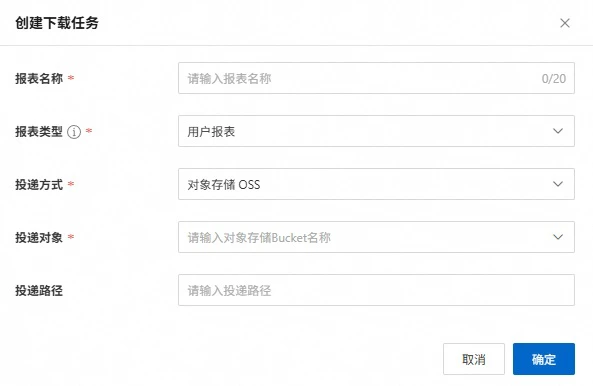 创建下载任务
报表名称 * 请输入报表名称 0/20
报表类型 * 用户报表
投递方式 * 对象存储 OSS
投递对象 * 请输入对象存储Bucket名称
投递路径 请输入投递路径
取消 确定